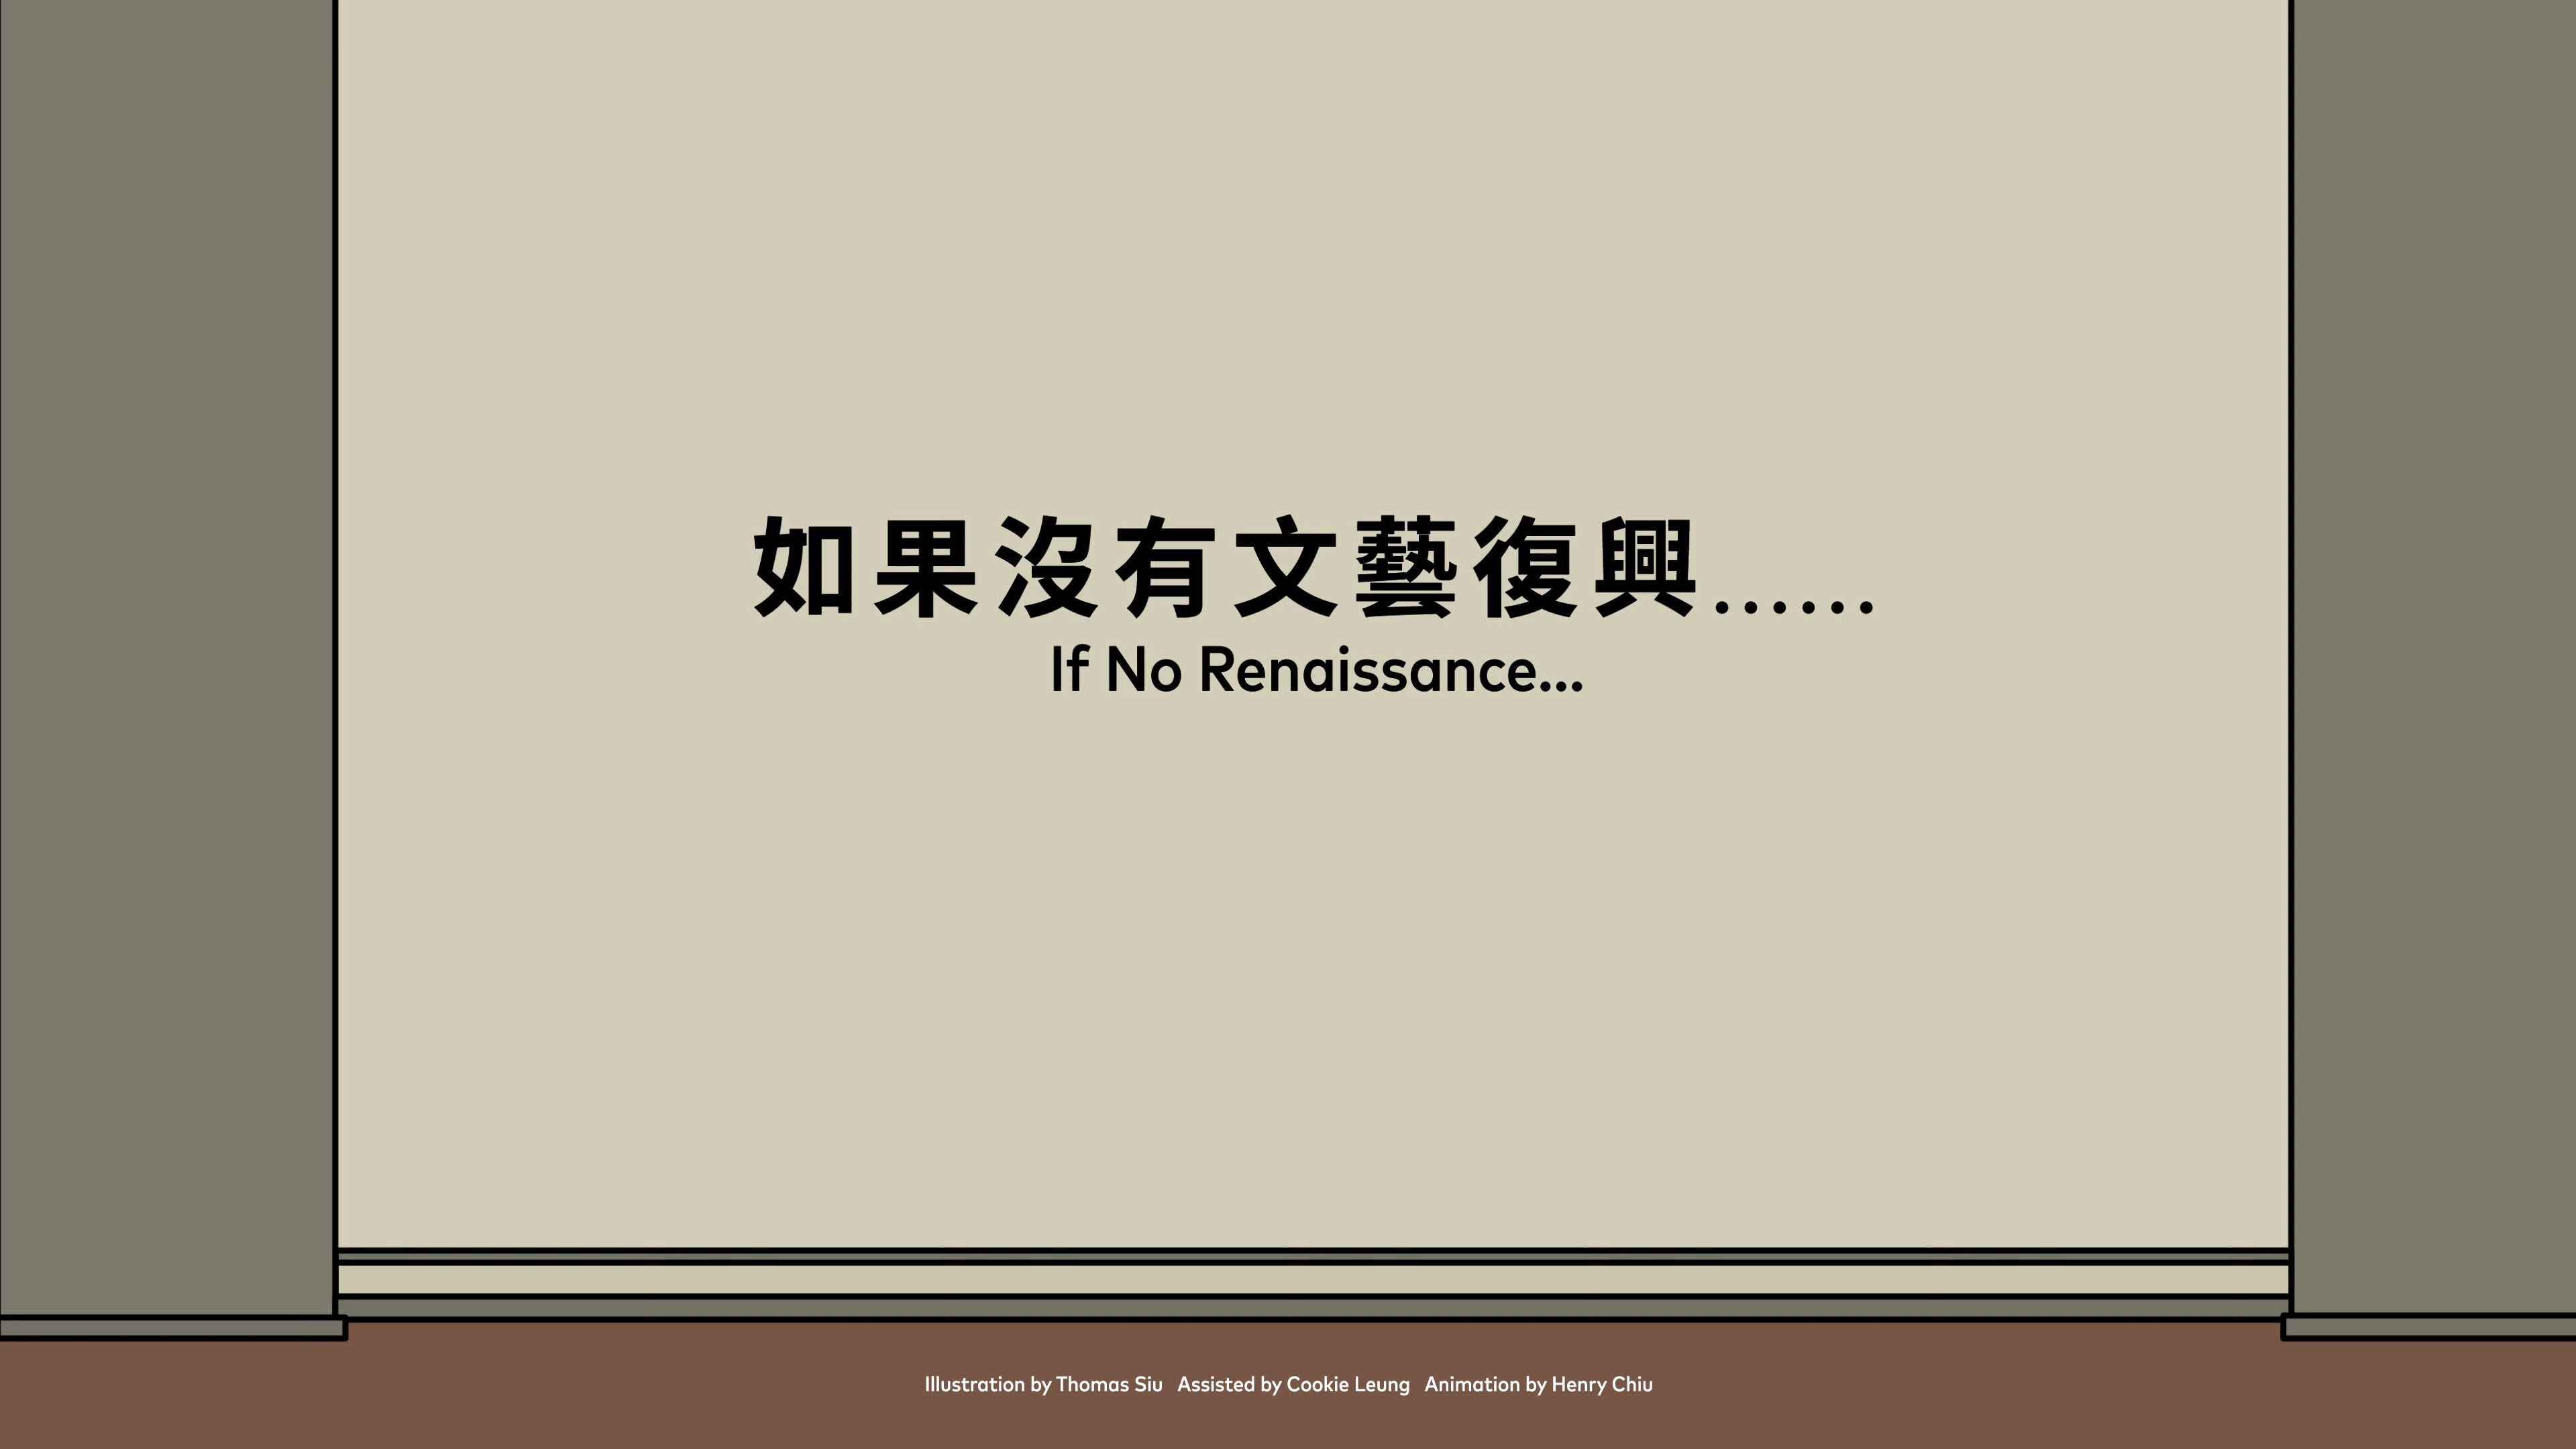 如果沒有文藝復興......
If No Renaissance...
Illustration by Thomas Siu Assisted by Cookie Leung Animation by Henry Chiu